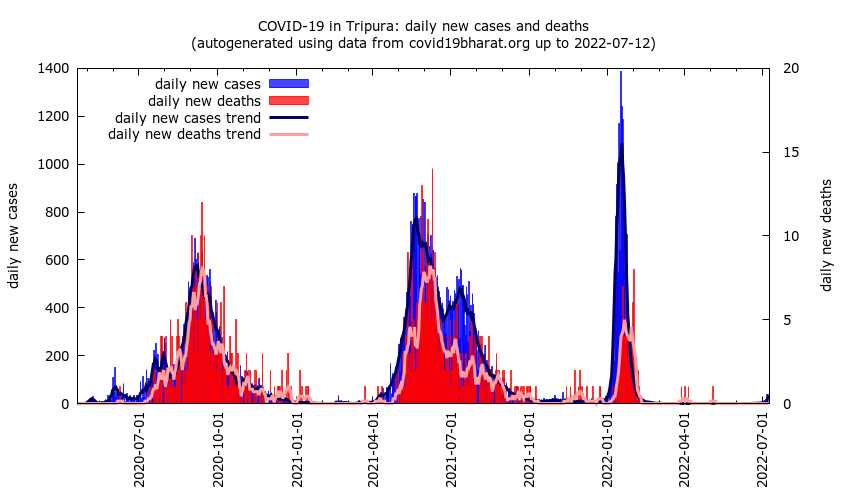 COVID-19 in Tripura: daily new cases and deaths
(autogenerated using data from covid19bharat.org up to 2022-07-12)
daily new cases
daily new deaths
daily new cases trend
daily new deaths trend
1400
1200
1000
800
600
400
200
0
20
15
10
5
0
daily new cases
daily new deaths
2020-07-01
2020-10-01
2021-01-01
2021-04-01
2021-07-01
2021-10-01
2022-01-01
2022-04-01
2022-07-01